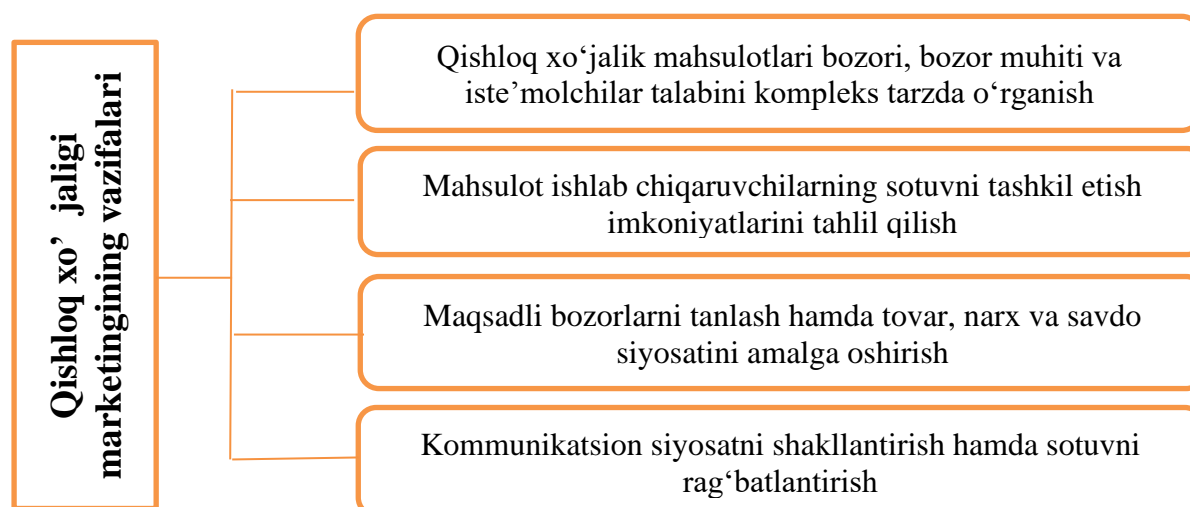 Qishloq xo’ jaligi
marketingining vazifalari
Qishloq xo‘jalik mahsulotlari bozori, bozor muhiti va
iste’molchilar talabini kompleks tarzda o‘rganish
Mahsulot ishlab chiqaruvchilarning sotuvni tashkil etish
imkoniyatlarini tahlil qilish
Maqsadli bozorlarni tanlash hamda tovar, narx va savdo
siyosatini amalga oshirish
Kommunikatsion siyosatni shakllantirish hamda sotuvni
rag‘batlantirish